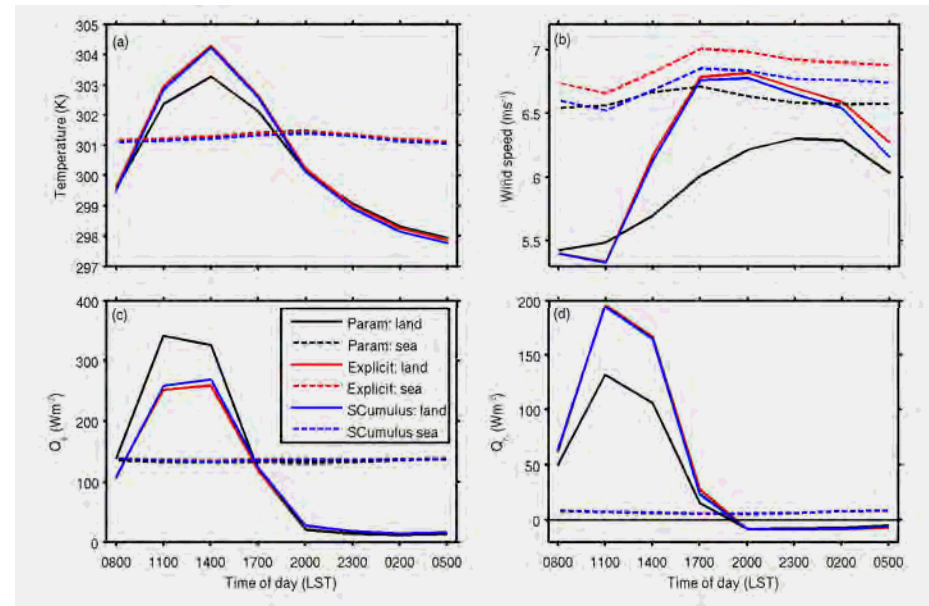 (a)
305
304
303
302
301
300
299
298
297
Temperature (K)
(b)
7
6.5
6
5.5
Wind speed (ms-1)
(c)
400
300
200
100
0
(Wm-2)
0800 1100 1400 1700 2000 2300 0200 0500
Time of day (LST)
Param: land
Param: sea
Explicit: land
Explicit: sea
SCumulus: land
SCumulus sea
(d)
200
150
100
50
0
(Wm-2)
0800 1100 1400 1700 2000 2300 0200 0500
Time of day (LST)